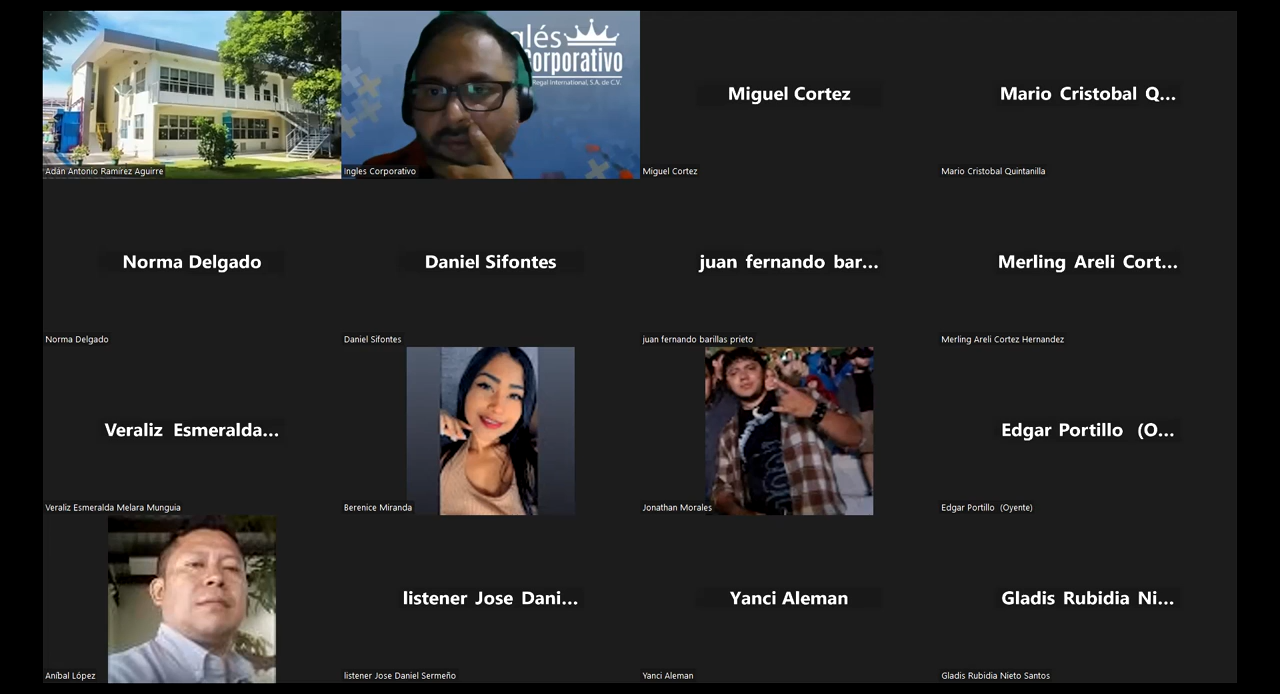 glés
orporativo
Regal International, S.A. de C.V.
Adán Antonio Ramírez Aguirre
Ingles Corporativo
Miguel Cortez
Miguel Cortez
Mario Cristobal Q...
Mario Cristobal Quintanilla
Norma Delgado
Norma Delgado
Daniel Sifontes
Daniel Sifontes
juan fernando bar...
juan fernando barillas prieto
Merling Areli Cort...
Merling Areli Cortez Hernandez
Veraliz Esmeralda...
Veraliz Esmeralda Melara Munguia
Berenice Miranda
Jonathan Morales
Edgar Portillo (O...
Edgar Portillo (Oyente)
Aníbal López
listener Jose Dani...
listener Jose Daniel Sermeño
Yanci Aleman
Yanci Aleman
Gladis Rubidia Ni...
Gladis Rubidia Nieto Santos